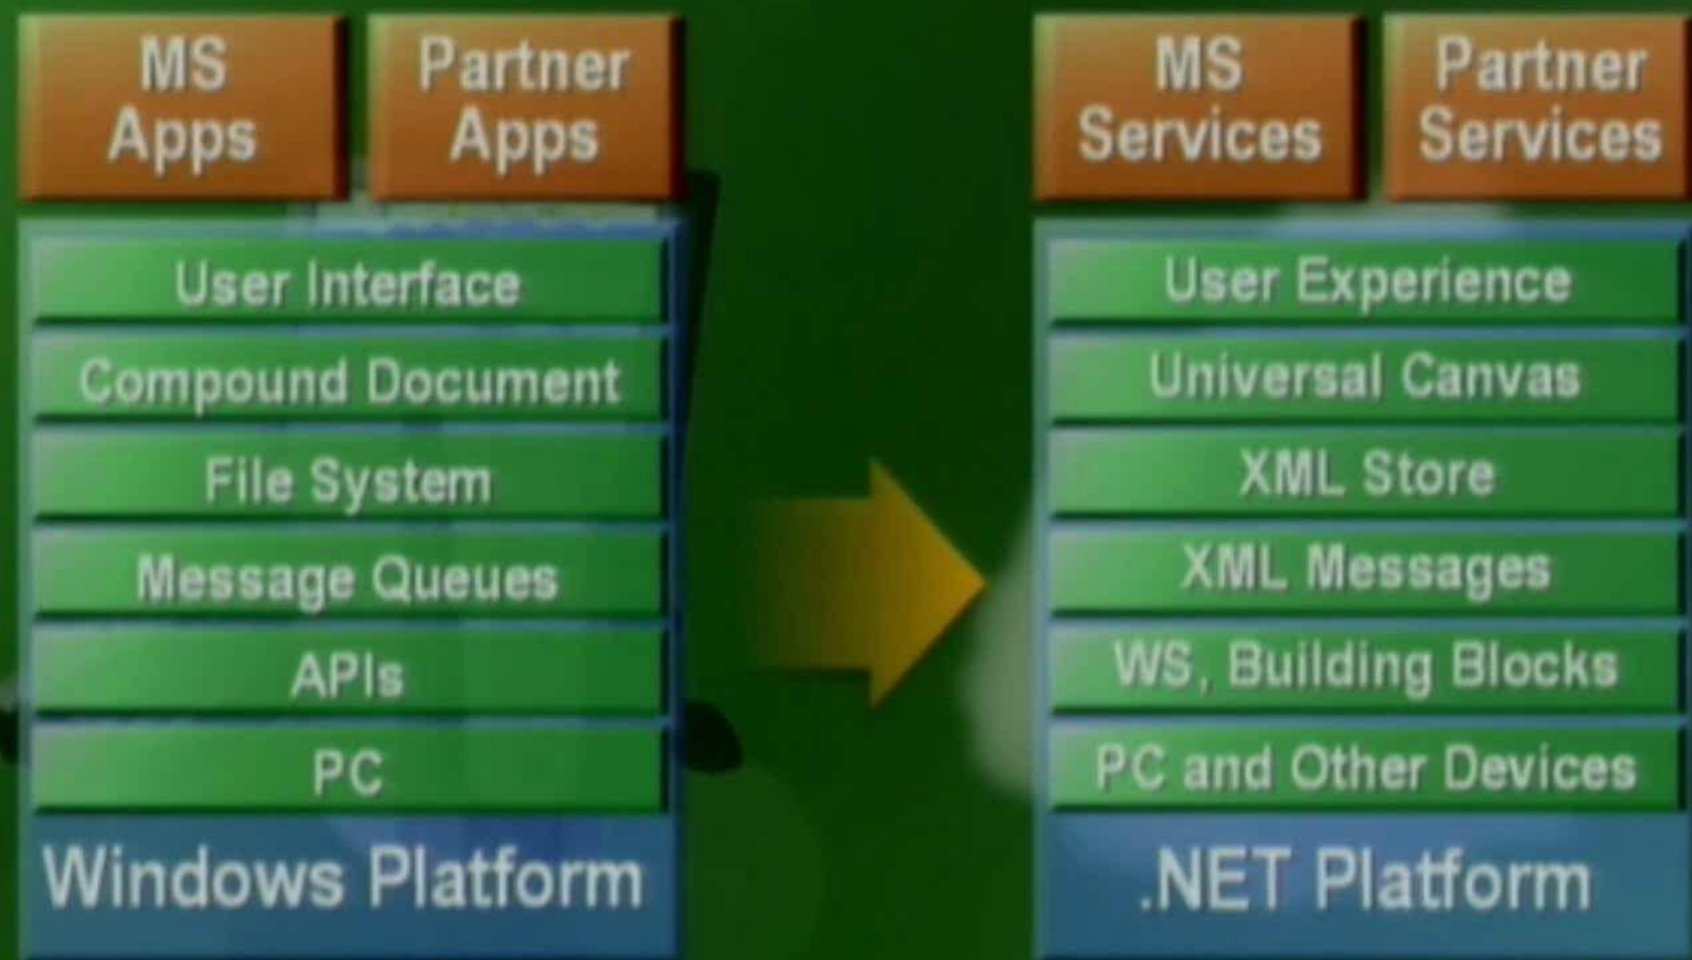 MS
Apps
Partner
Apps
User Interface
Compound Document
File System
Message Queues
APIs
PC
Windows Platform
MS
Services
Partner
Services
User Experience
Universal Canvas
XML Store
XML Messages
WS, Building Blocks
PC and Other Devices
.NET Platform